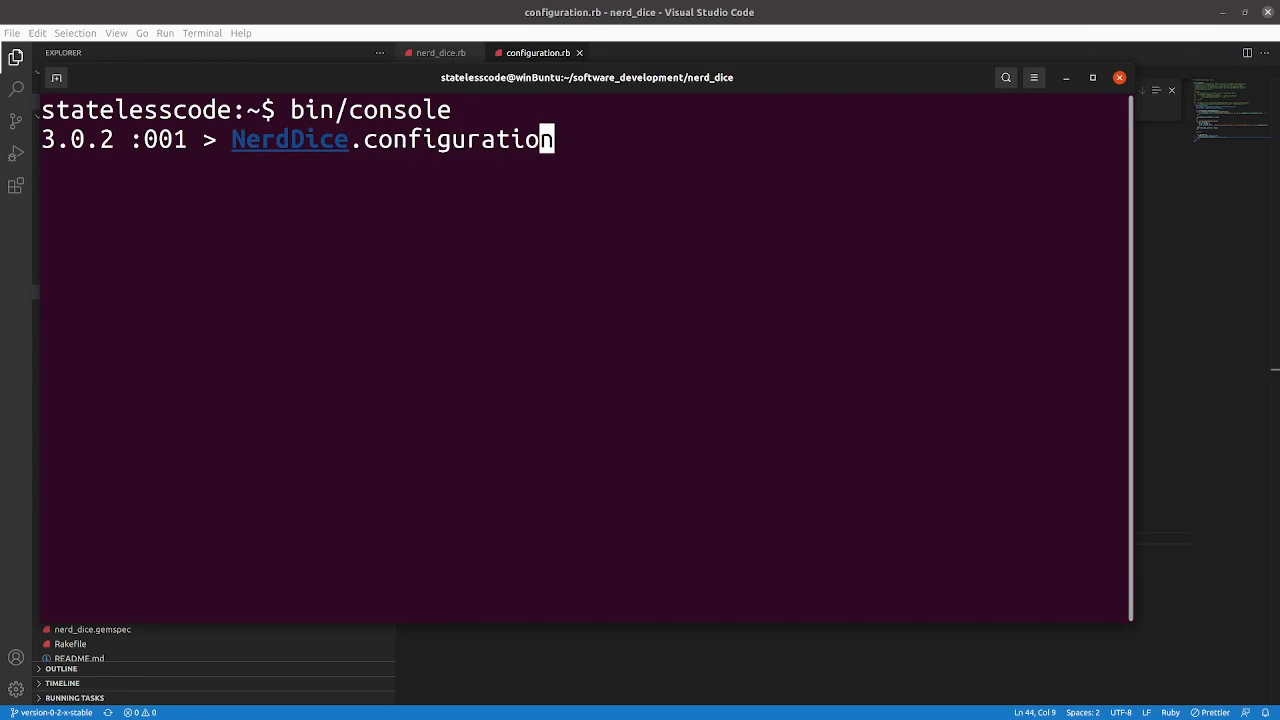 configuration.rb - nerd_dice - Visual Studio Code
File Edit Selection View Go Run Terminal Help
EXPLORER
nerd_dice.rb configuration.rb
statelesscode@winBuntu:~/software_development/nerd_dice
statelesscode:~$ bin/console
3.0.2 :001 > NerdDice.configuration
nerd_dice.gemspec
Rakefile
README.md
OUTLINE
TIMELINE
RUNNING TASKS
version-0-2-x-stable 0 0 Ln 44, Col 9 Spaces: 2 UTF-8 LF Ruby Prettier